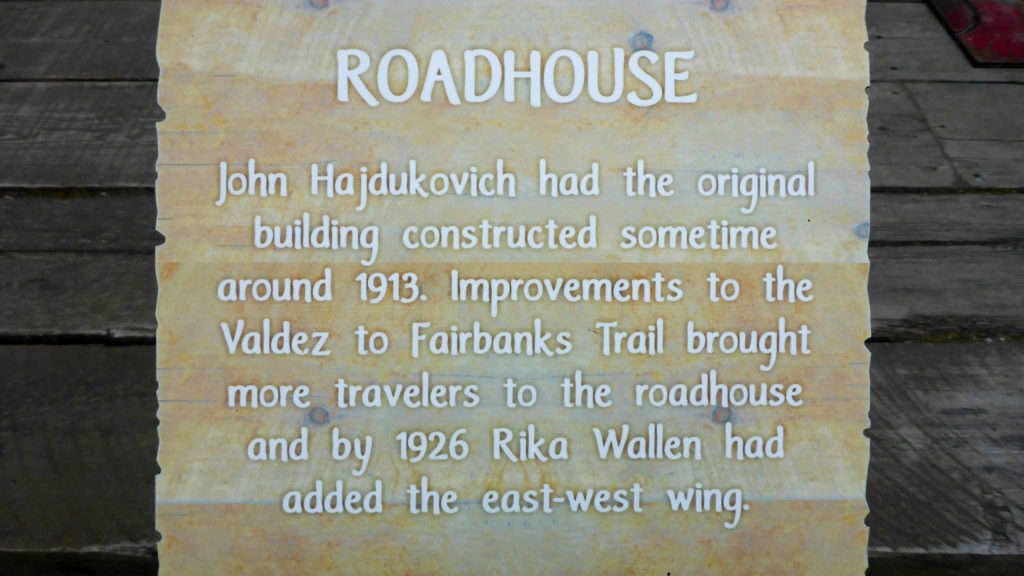 ROADHOUSE
John Hajdukovich had the original
building constructed sometime
around 1913. Improvements to the
Valdez to Fairbanks Trail brought
more travelers to the roadhouse
and by 1926 Rika Wallen had
added the east-west wing.